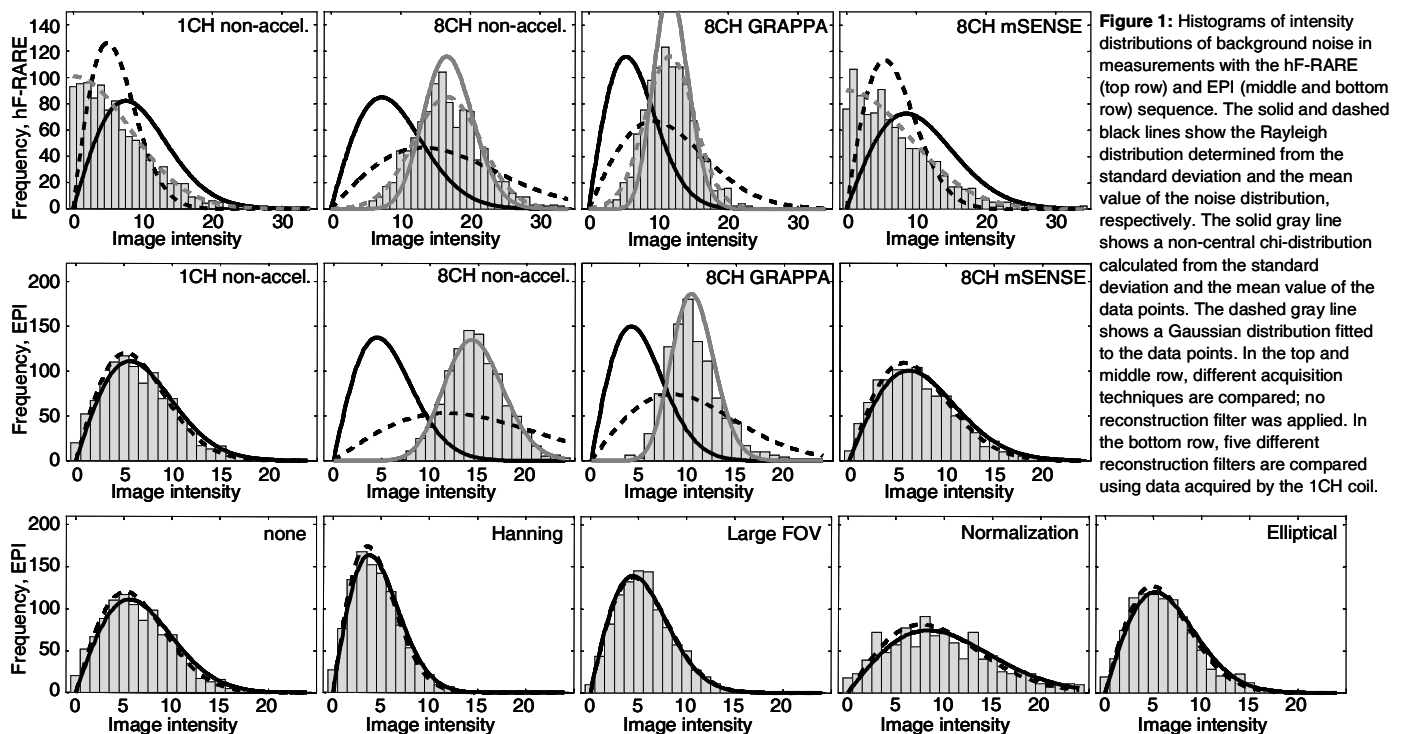 Frequency, hF-RARE
140
120
100
80
60
40
20
0
1CH non-accel.
0 10 20 30
Image intensity
8CH non-accel.
0 10 20 30
Image intensity
8CH GRAPPA
0 10 20 30
Image intensity
8CH mSENSE
0 10 20 30
Image intensity
Figure 1: Histograms of intensity
distributions of background noise in
measurements with the hF-RARE
(top row) and EPI (middle and bottom
row) sequence. The solid and dashed
black lines show the Rayleigh
distribution determined from the
standard deviation and the mean
value of the noise distribution,
respectively. The solid gray line
shows a non-central chi-distribution
calculated from the standard
deviation and the mean value of the
data points. The dashed gray line
shows a Gaussian distribution fitted
to the data points. In the top and
middle row, different acquisition
techniques are compared; no
reconstruction filter was applied. In
the bottom row, five different
reconstruction filters are compared
using data acquired by the 1CH coil.
Frequency, EPI
200
150
100
50
0
1CH non-accel.
0 5 10 15 20
Image intensity
8CH non-accel.
0 5 10 15 20
Image intensity
8CH GRAPPA
0 5 10 15 20
Image intensity
8CH mSENSE
0 5 10 15 20
Image intensity
Frequency, EPI
200
150
100
50
0
none
0 5 10 15 20
Image intensity
Hanning
0 5 10 15 20
Image intensity
Large FOV
0 5 10 15 20
Image intensity
Normalization
0 5 10 15 20
Image intensity
Elliptical
0 5 10 15 20
Image intensity